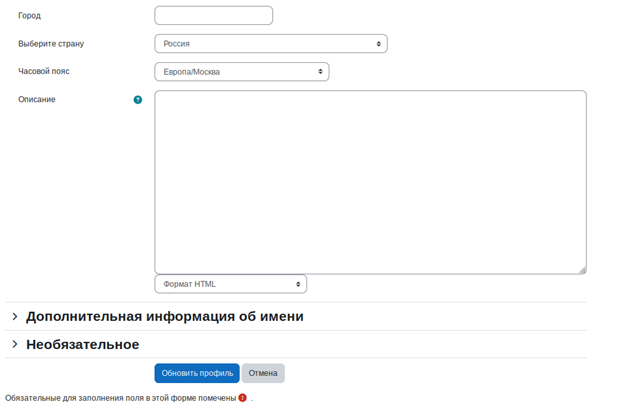 Город
Выберите страну
Россия
Часовой пояс
Европа/Москва
Описание
?
Формат HTML
Дополнительная информация об имени
Необязательное
Обновить профиль
Отмена
Обязательные для заполнения поля в этой форме помечены ! .